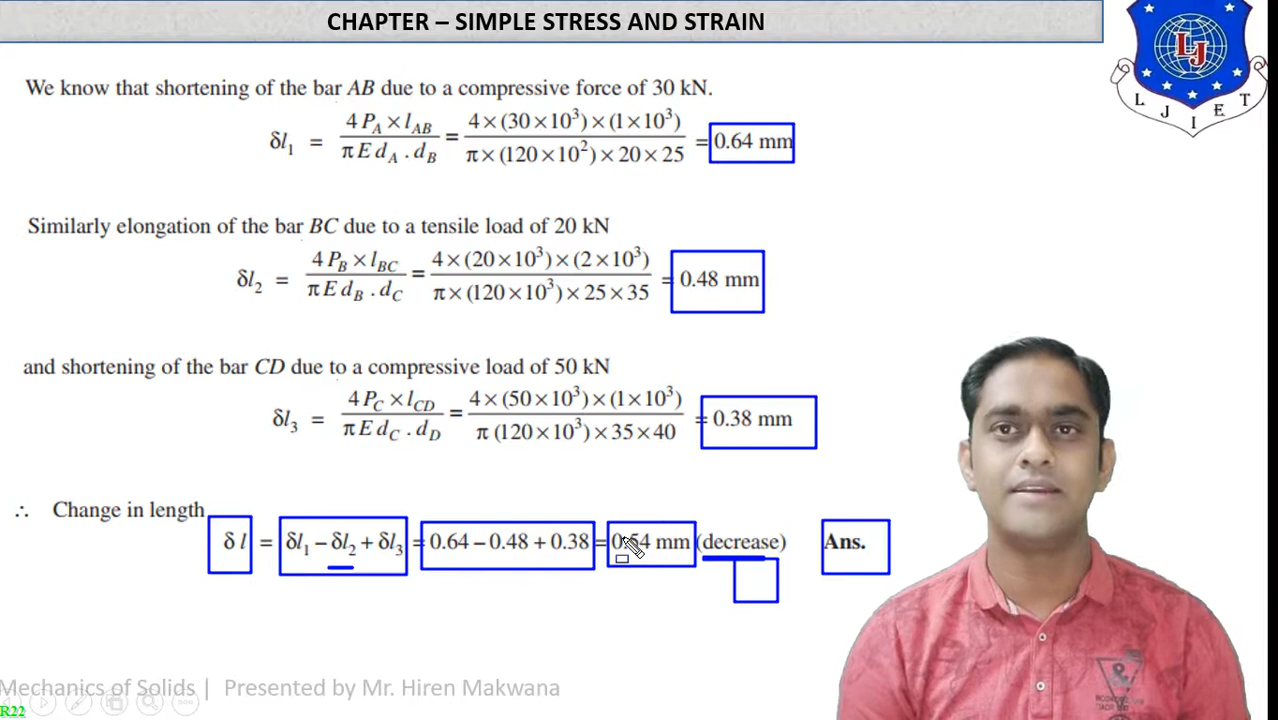 CHAPTER – SIMPLE STRESS AND STRAIN
L J I E T
LJ
We know that shortening of the bar AB due to a compressive force of 30 kN.
δl₁ = 4 P_A × l_AB / π E d_A . d_B = 4 × (30 × 10³) × (1 × 10³) / π × (120 × 10²) × 20 × 25 = 0.64 mm
Similarly elongation of the bar BC due to a tensile load of 20 kN
δl₂ = 4 P_B × l_BC / π E d_B . d_C = 4 × (20 × 10³) × (2 × 10³) / π × (120 × 10³) × 25 × 35 = 0.48 mm
and shortening of the bar CD due to a compressive load of 50 kN
δl₃ = 4 P_C × l_CD / π E d_C . d_D = 4 × (50 × 10³) × (1 × 10³) / π (120 × 10³) × 35 × 40 = 0.38 mm
∴ Change in length
δ l = δl₁ – δl₂ + δl₃ = 0.64 – 0.48 + 0.38 = 0.54 mm (decrease) Ans.
Mechanics of Solids | Presented by Mr. Hiren Makwana
R22